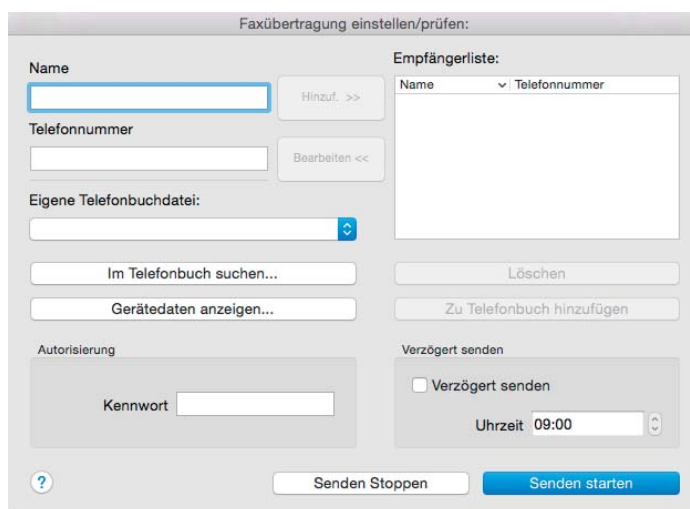 Faxübertragung einstellen/prüfen:
Name
Hinzuf. >>
Telefonnummer
Bearbeiten <<
Eigene Telefonbuchdatei:
Im Telefonbuch suchen...
Gerätedaten anzeigen...
Empfängerliste:
Name Telefonnummer
Löschen
Zu Telefonbuch hinzufügen
Autorisierung
Kennwort
Verzögert senden
Verzögert senden
Uhrzeit 09:00
?
Senden Stoppen
Senden starten